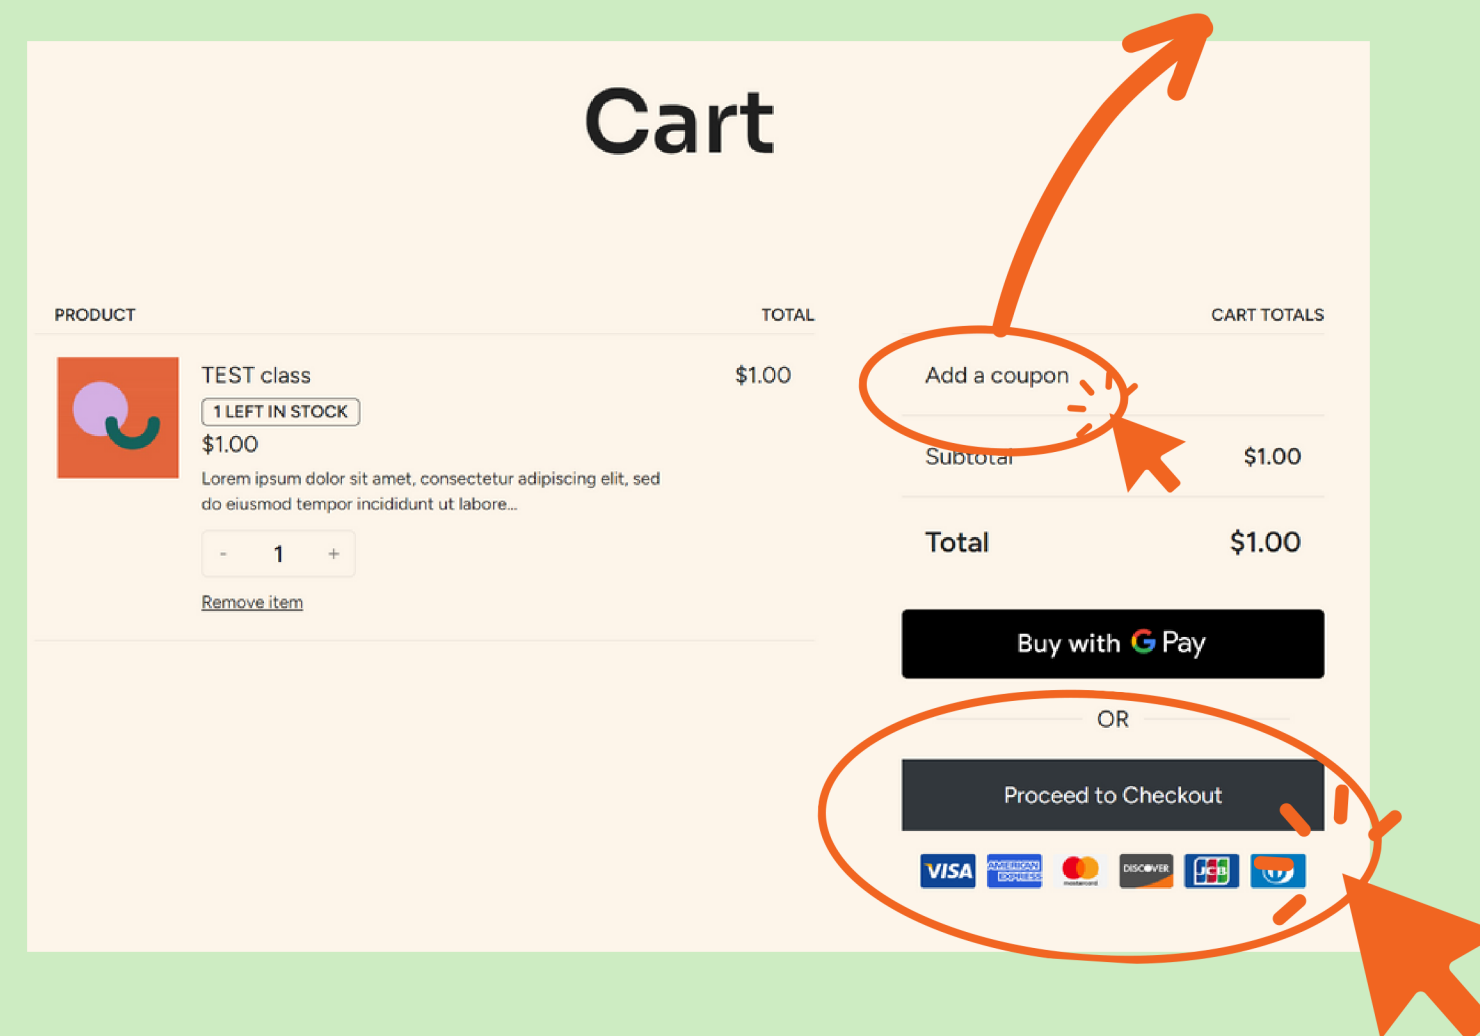 Cart
PRODUCT
TOTAL
TEST class
$1.00
1 LEFT IN STOCK
$1.00
Lorem ipsum dolor sit amet, consectetur adipiscing elit, sed
do eiusmod tempor incididunt ut labore...
- 1 +
Remove item
CART TOTALS
Add a coupon
Subtotal $1.00
Total $1.00
Buy with G Pay
OR
Proceed to Checkout
VISA
AMERICAN
EXPRESS
mastercard
DISCOVER
JCB